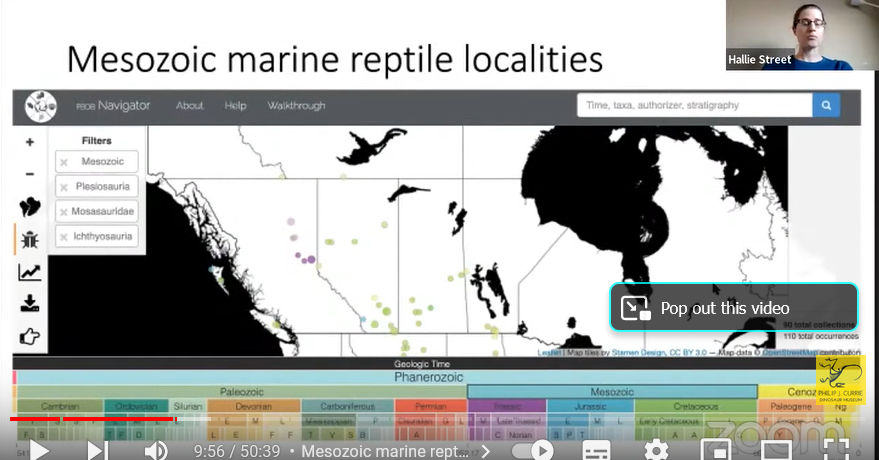 Mesozoic marine reptile localities
Hallie Street
PBDB Navigator About Help Walkthrough
Time, taxa, authorizer, stratigraphy
Filters
Mesozoic
Plesiosauria
Mosasauridae
Ichthyosauria
Pop out this video
90 total collections
110 total occurrences
Leaflet | Map tiles by Stamen Design, CC BY 3.0 — Map data © OpenStreetMap contributors
Geologic Time
Phanerozoic
Paleozoic Mesozoic Cenoz
Cambrian Ordovician Silurian Devonian Carboniferous Permian Triassic Jurassic Cretaceous Paleogene Ng
Mississippian P Cisuralian G L Late Triassic E M L Early Cretaceous
Norian
PHILIP J. CURRIE
DINOSAUR MUSEUM
zoom
9:56 / 50:39 • Mesozoic marine rept...